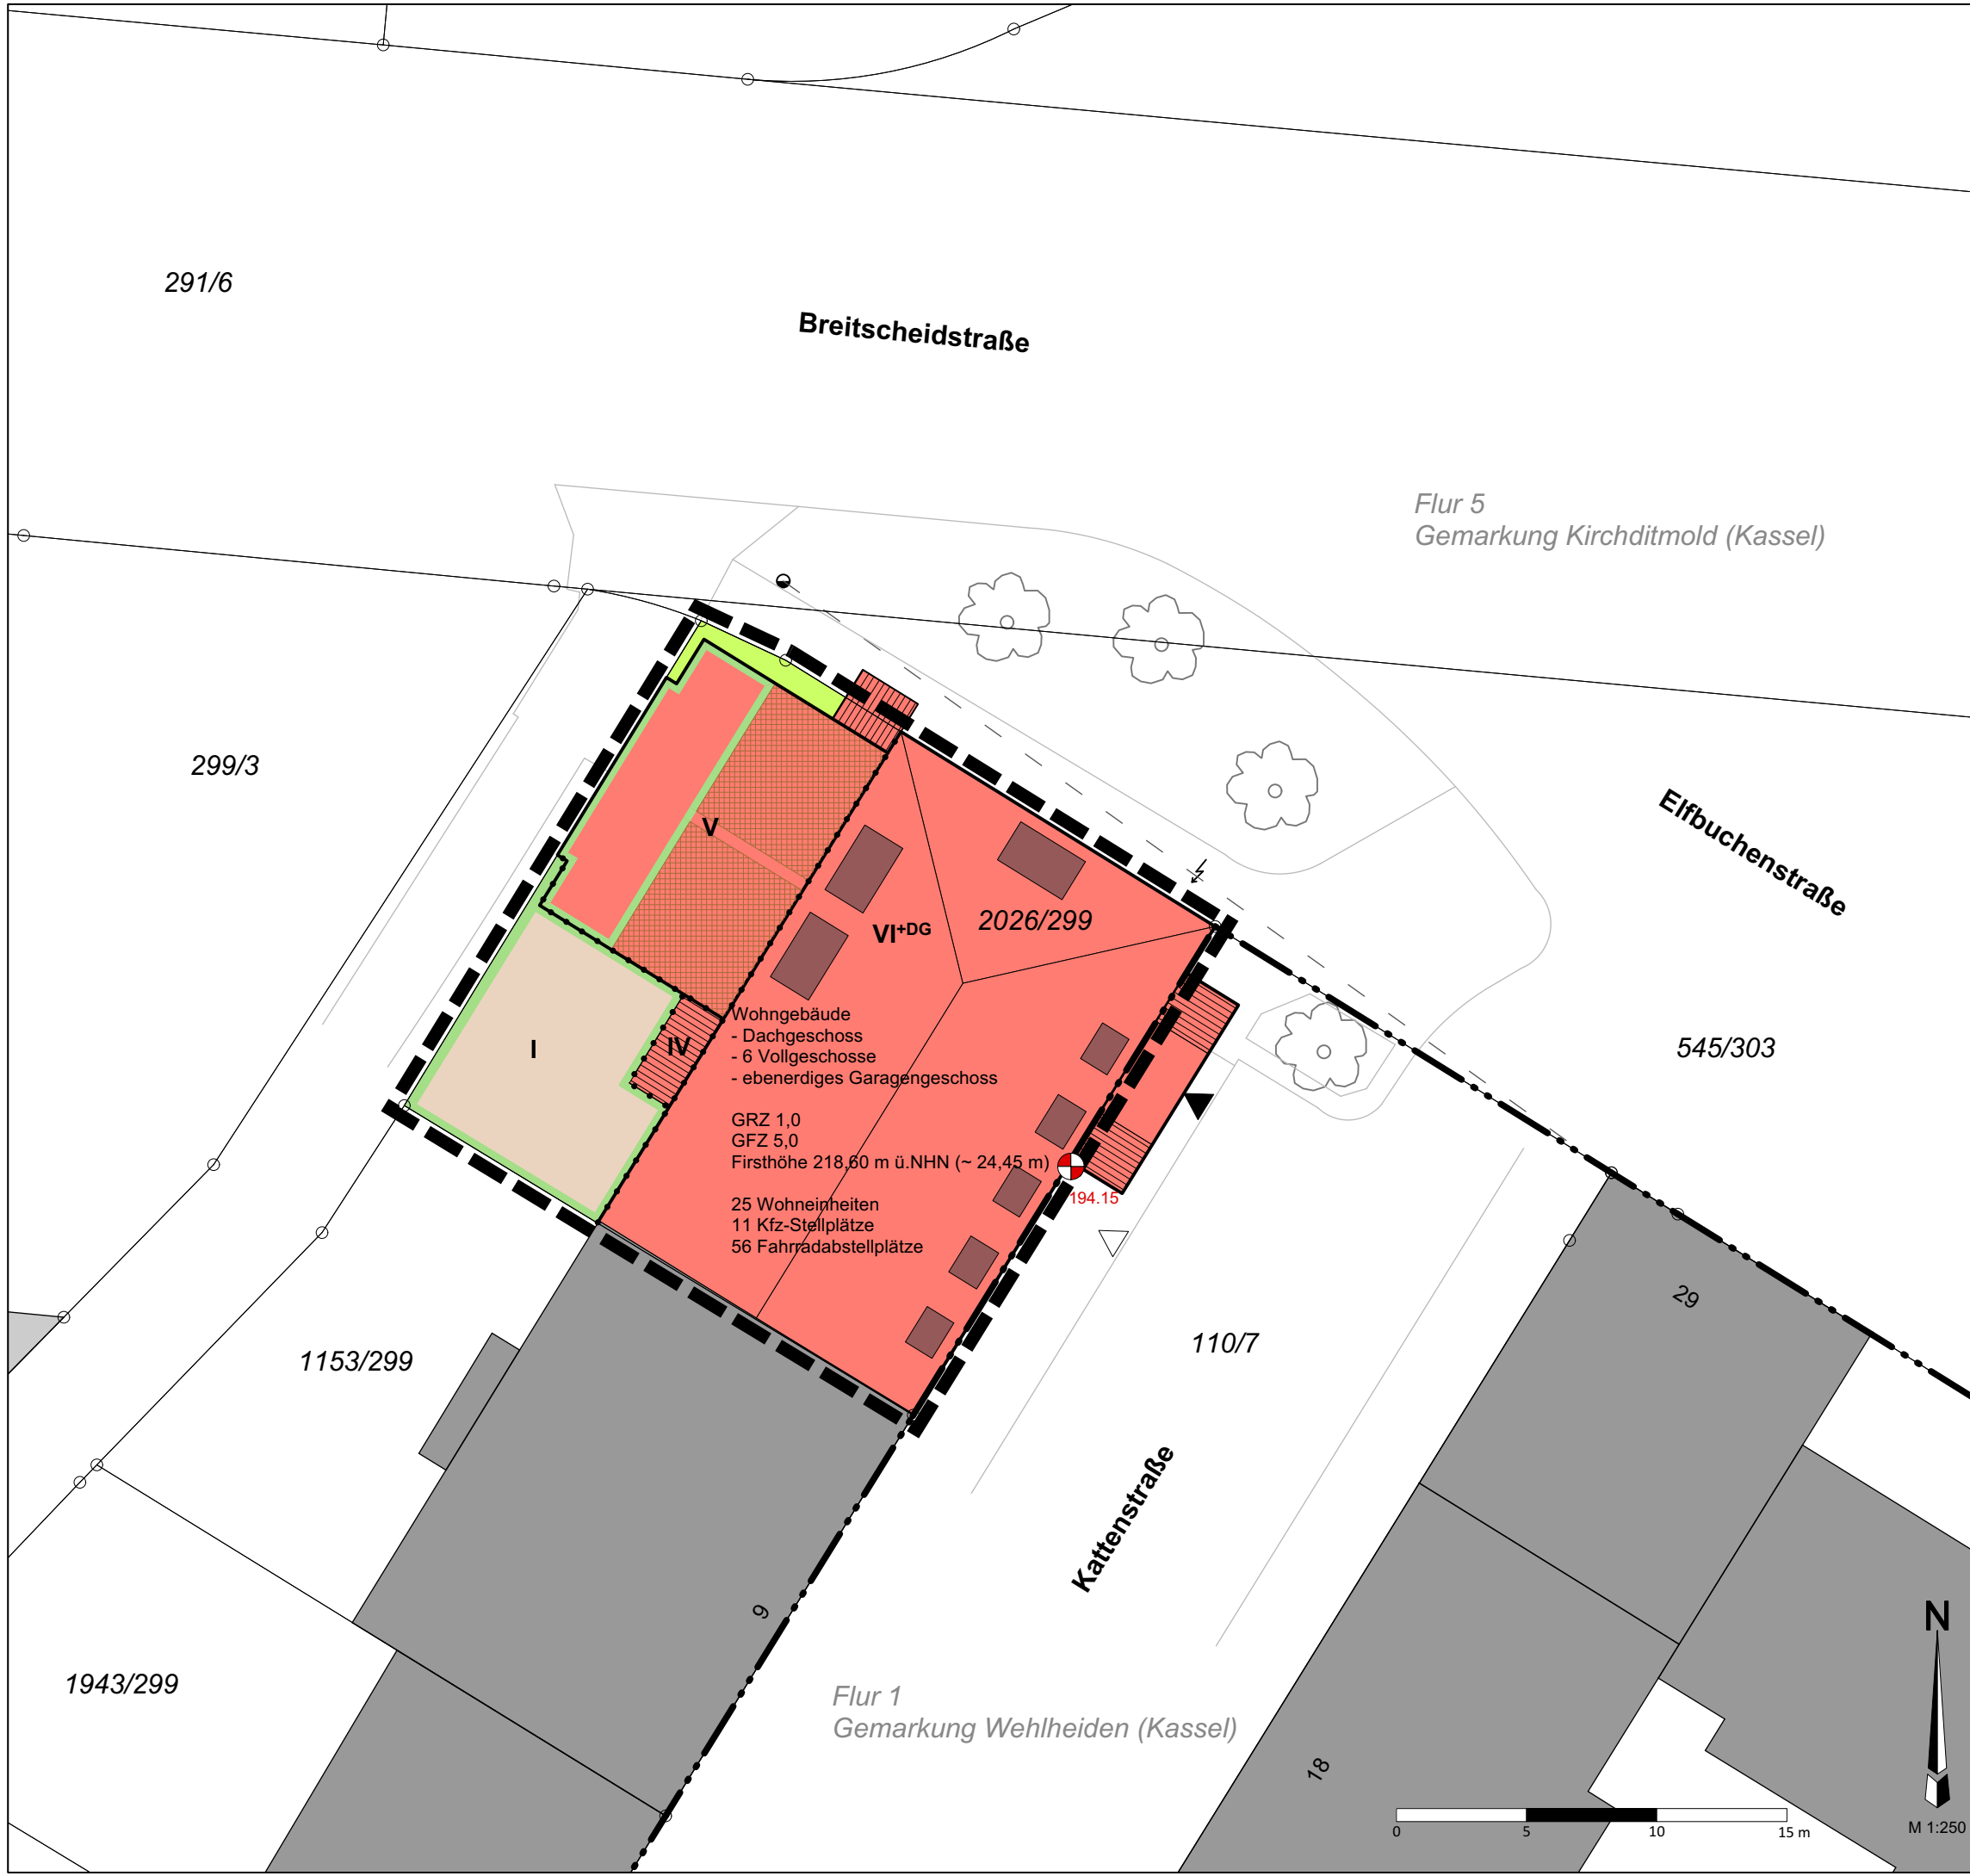 291/6
Breitscheidstraße
Flur 5
Gemarkung Kirchditmold (Kassel)
299/3
Elfbuchenstraße
V
2026/299
VI+DG
545/303
I
IV
Wohngebäude
- Dachgeschoss
- 6 Vollgeschosse
- ebenerdiges Garagengeschoss
GRZ 1,0
GFZ 5,0
Firsthöhe 218,60 m ü.NHN (~ 24,45 m)
194.15
25 Wohneinheiten
11 Kfz-Stellplätze
56 Fahrradabstellplätze
29
110/7
1153/299
Kattenstraße
9
1943/299
Flur 1
Gemarkung Wehlheiden (Kassel)
18
N
0 5 10 15 m
M 1:250